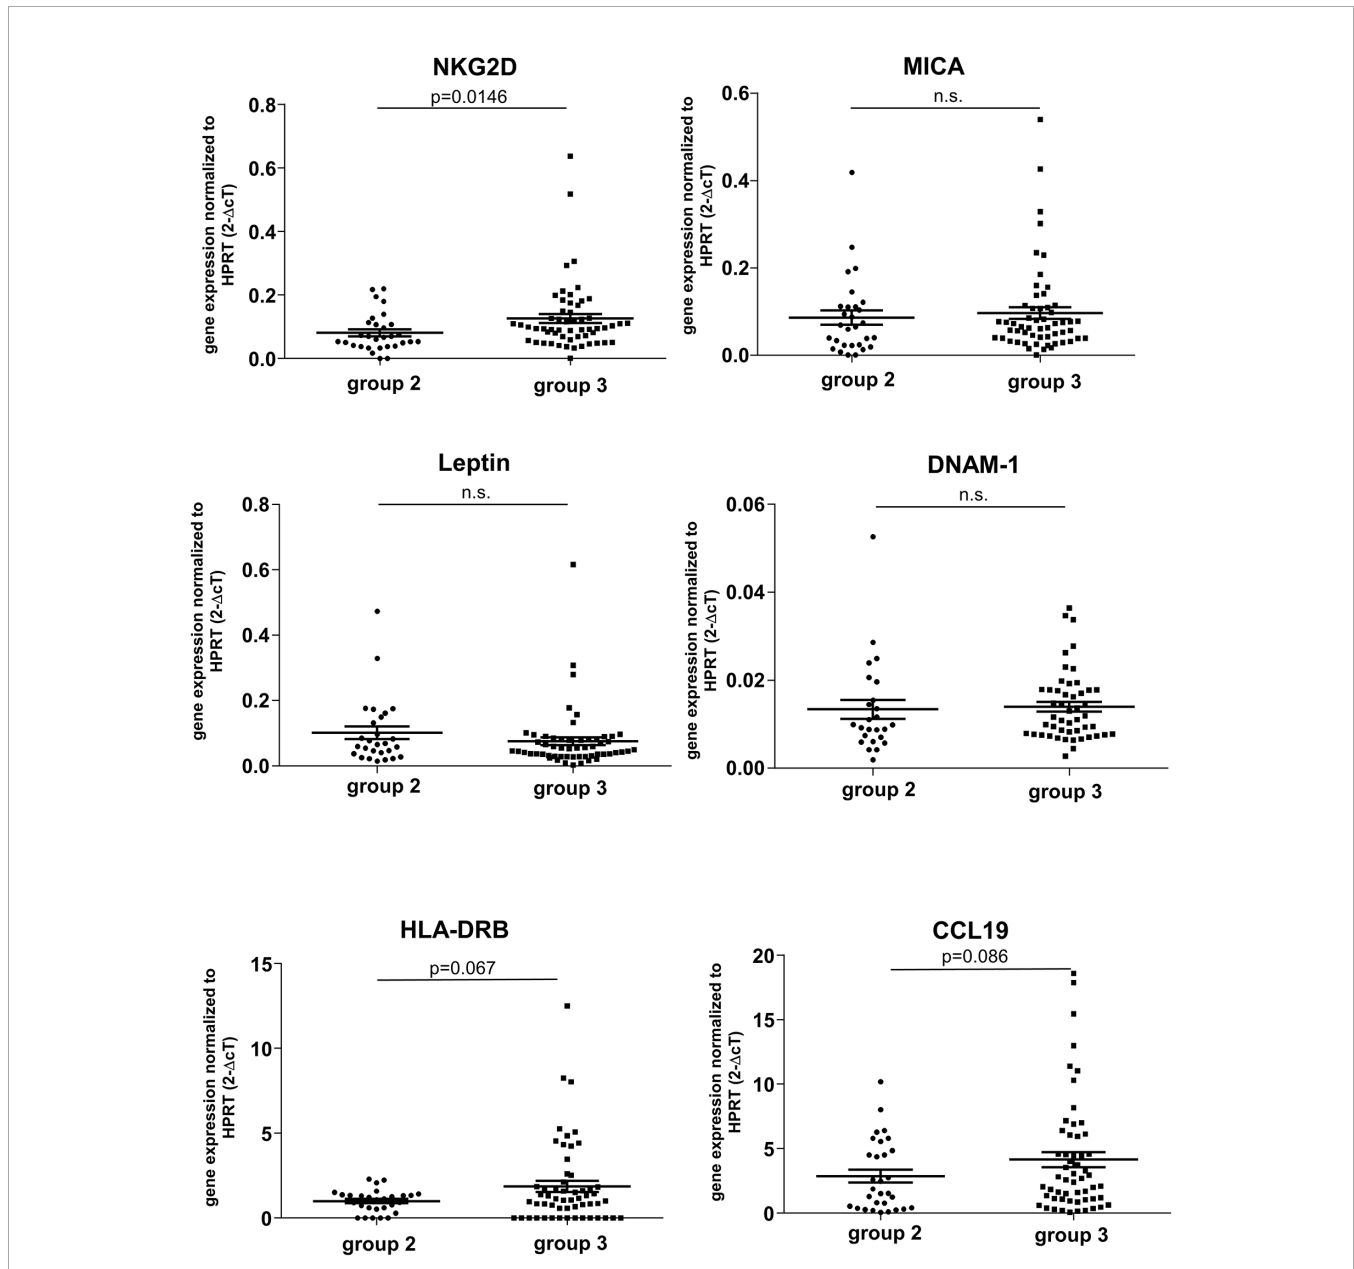 NKG2D
p=0.0146
gene expression normalized to
HPRT (2-ΔcT)
0.8
0.6
0.4
0.2
0.0
group 2
group 3
MICA
n.s.
gene expression normalized to
HPRT (2-ΔcT)
0.6
0.4
0.2
0.0
group 2
group 3
Leptin
n.s.
gene expression normalized to
HPRT (2-ΔcT)
0.8
0.6
0.4
0.2
0.0
group 2
group 3
DNAM-1
n.s.
gene expression normalized to
HPRT (2-ΔcT)
0.06
0.04
0.02
0.00
group 2
group 3
HLA-DRB
p=0.067
gene expression normalized to
HPRT (2-ΔcT)
15
10
5
0
group 2
group 3
CCL19
p=0.086
gene expression normalized to
HPRT (2-ΔcT)
20
15
10
5
0
group 2
group 3